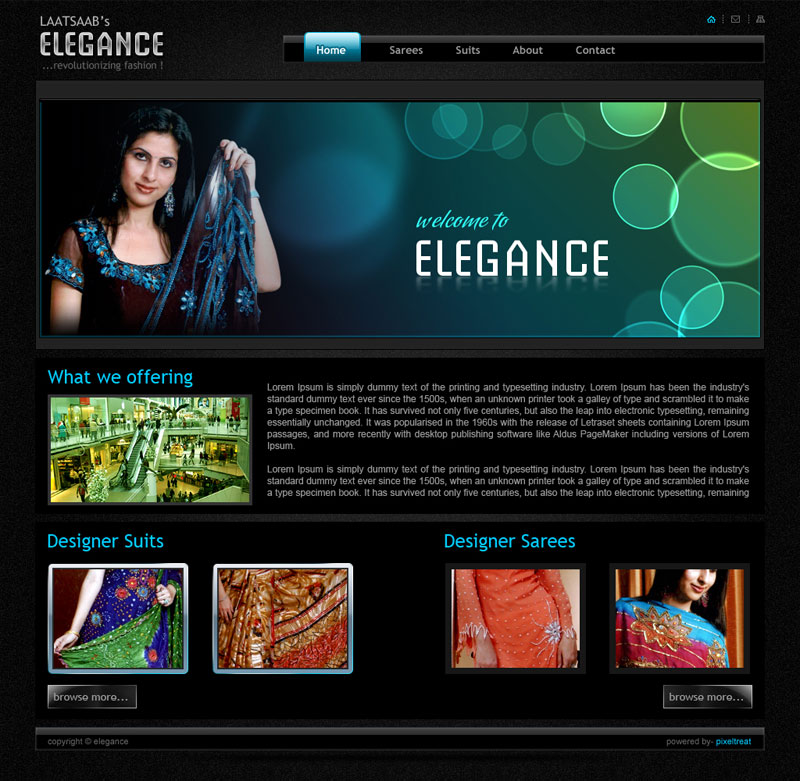 LAATSAAB's
ELEGANCE
...revolutionizing fashion !
Home Sarees Suits About Contact
welcome to
ELEGANCE
What we offering
Lorem Ipsum is simply dummy text of the printing and typesetting industry. Lorem Ipsum has been the industry's
standard dummy text ever since the 1500s, when an unknown printer took a galley of type and scrambled it to make
a type specimen book. It has survived not only five centuries, but also the leap into electronic typesetting, remaining
essentially unchanged. It was popularised in the 1960s with the release of Letraset sheets containing Lorem Ipsum
passages, and more recently with desktop publishing software like Aldus PageMaker including versions of Lorem
Ipsum.
Lorem Ipsum is simply dummy text of the printing and typesetting industry. Lorem Ipsum has been the industry's
standard dummy text ever since the 1500s, when an unknown printer took a galley of type and scrambled it to make
a type specimen book. It has survived not only five centuries, but also the leap into electronic typesetting, remaining
Designer Suits
Designer Sarees
browse more...
browse more...
copyright © elegance
powered by- pixeltreat